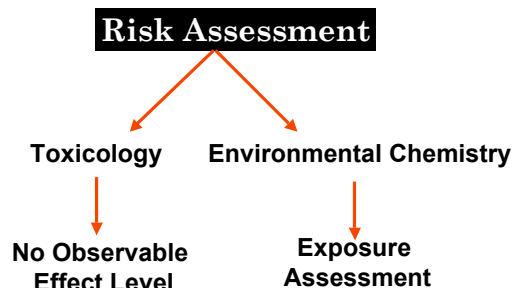 Risk Assessment
Toxicology
Environmental Chemistry
No Observable
Effect Level
Exposure
Assessment